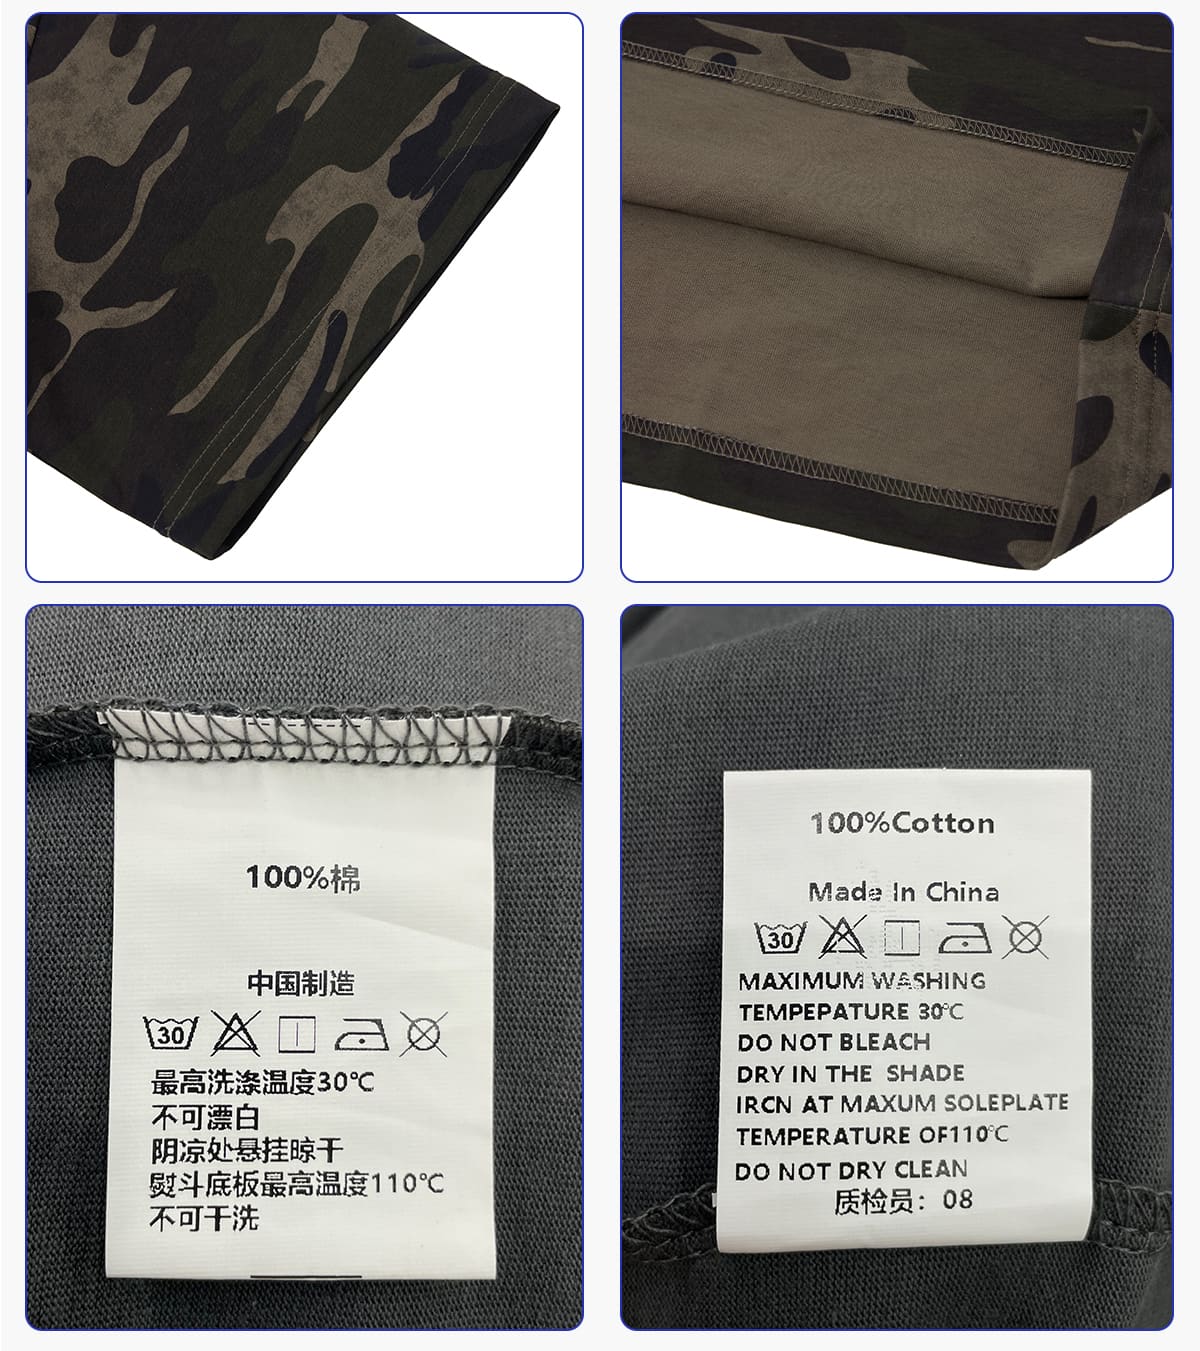 100%棉
中国制造
30
最高洗涤温度30℃
不可漂白
阴凉处悬挂晾干
熨斗底板最高温度110℃
不可干洗
100%Cotton
Made In China
30
MAXIMUM WASHING
TEMPEPATURE 30℃
DO NOT BLEACH
DRY IN THE SHADE
IRCN AT MAXUM SOLEPLATE
TEMPERATURE OF110℃
DO NOT DRY CLEAN
质检员：08